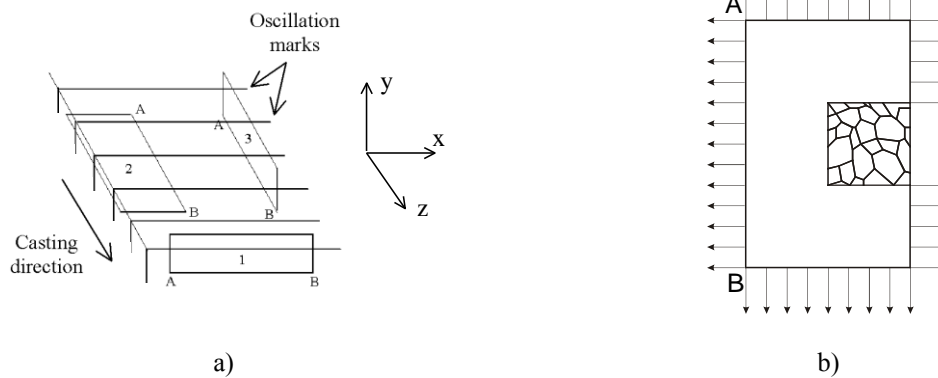 Oscillation
marks
A
A
3
2
B
B
1
A
B
Casting
direction
y
x
z
a)
A
B
b)